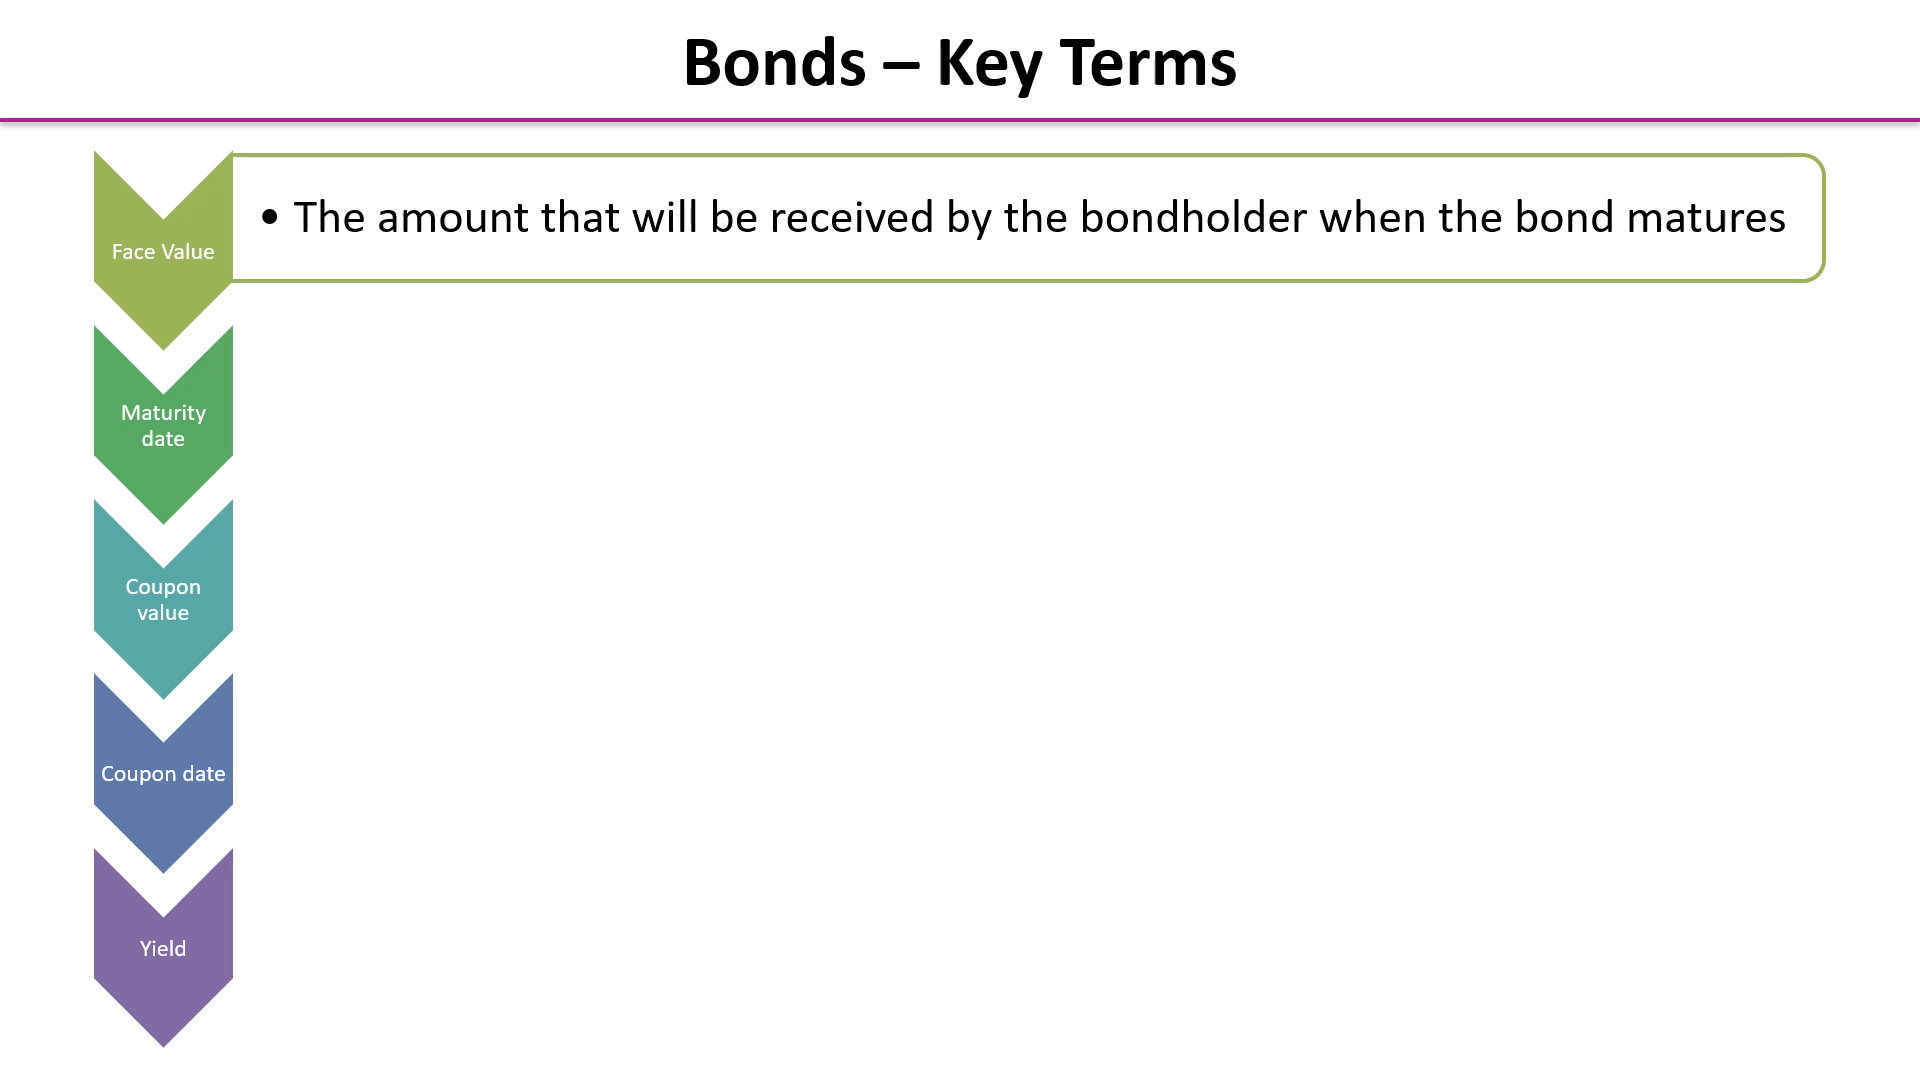 Bonds – Key Terms
Face Value
• The amount that will be received by the bondholder when the bond matures
Maturity
date
Coupon
value
Coupon date
Yield